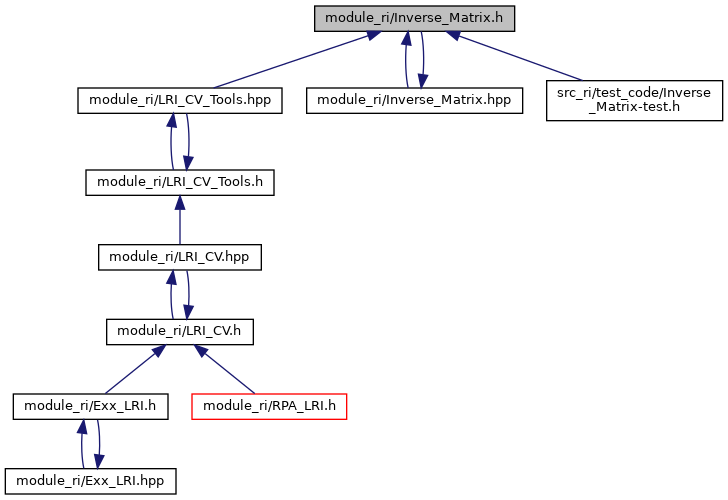 module_ri/Inverse_Matrix.h
module_ri/LRI_CV_Tools.hpp
module_ri/Inverse_Matrix.hpp
src_ri/test_code/Inverse
_Matrix-test.h
module_ri/LRI_CV_Tools.h
module_ri/LRI_CV.hpp
module_ri/LRI_CV.h
module_ri/Exx_LRI.h
module_ri/RPA_LRI.h
module_ri/Exx_LRI.hpp